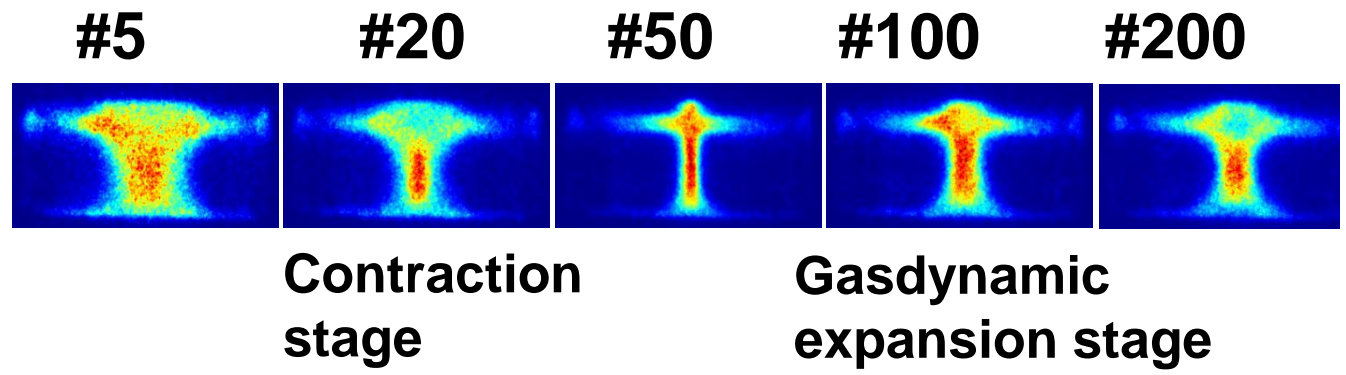 #5 #20 #50 #100 #200
Contraction
stage
Gasdynamic
expansion stage